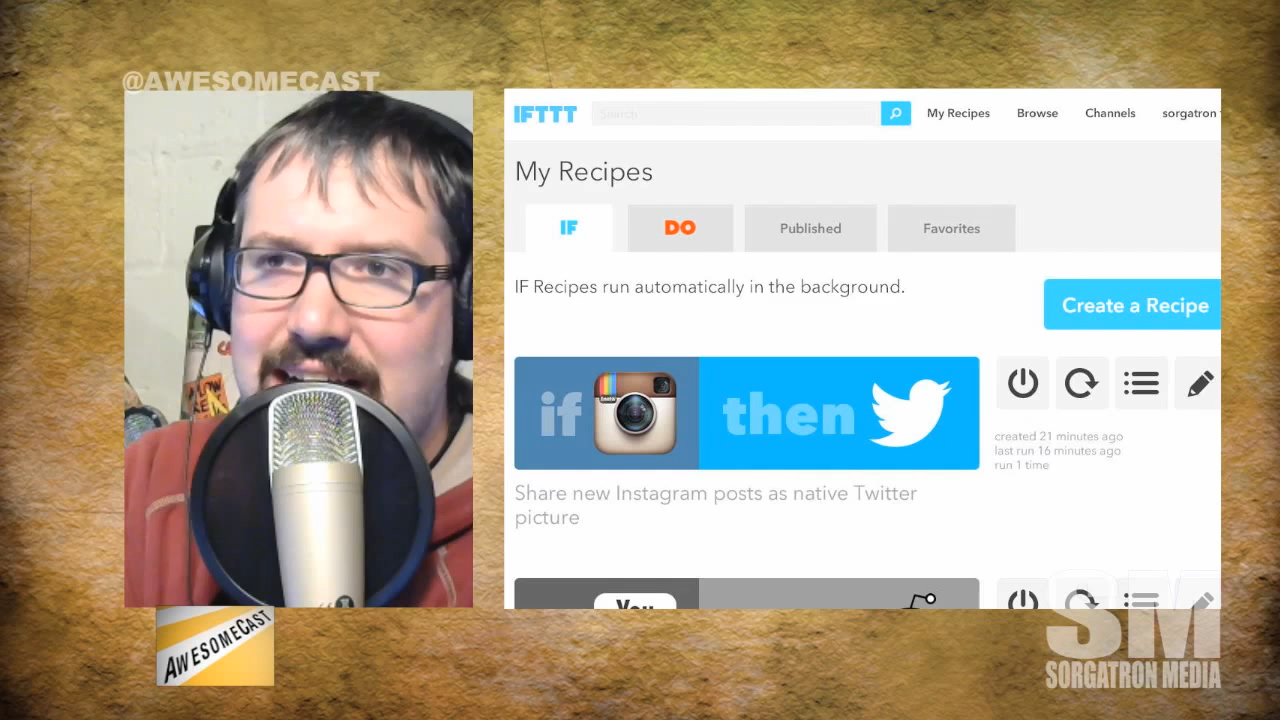 @AWESOMECAST
IFTTT
Search
My Recipes
Browse
Channels
sorgatron
My Recipes
IF
DO
Published
Favorites
IF Recipes run automatically in the background.
Create a Recipe
if
then
created 21 minutes ago
last run 16 minutes ago
run 1 time
Share new Instagram posts as native Twitter
picture
You
AWESOMECAST
SM
SORGATRON MEDIA